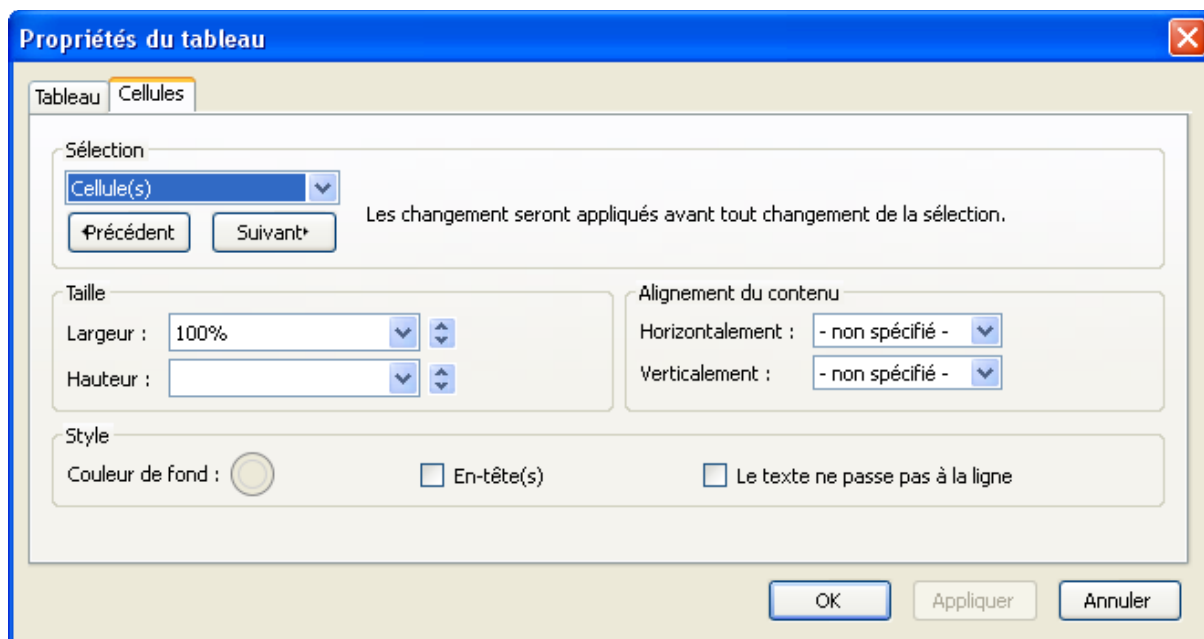 Propriétés du tableau
Tableau Cellules
Sélection
Cellule(s)
Précédent Suivant
Les changement seront appliqués avant tout changement de la sélection.
Taille
Largeur : 100%
Hauteur :
Alignement du contenu
Horizontalement : - non spécifié -
Verticalement : - non spécifié -
Style
Couleur de fond : En-tête(s) Le texte ne passe pas à la ligne
OK Appliquer Annuler